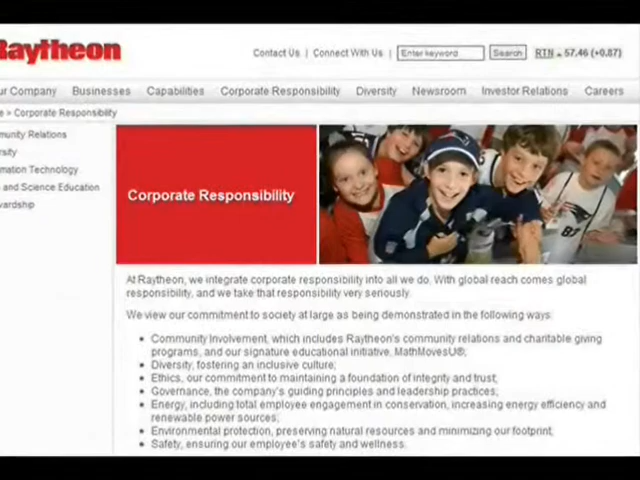 Raytheon
Contact Us | Connect With Us | Enter keyword Search RTN 57.46 (+0.87)
ur Company Businesses Capabilities Corporate Responsibility Diversity Newsroom Investor Relations Careers
e > Corporate Responsibility
munity Relations
rsity
rmation Technology
and Science Education
wardship
Corporate Responsibility
87
At Raytheon, we integrate corporate responsibility into all we do. With global reach comes global
responsibility, and we take that responsibility very seriously.
We view our commitment to society at large as being demonstrated in the following ways:
• Community Involvement, which includes Raytheon's community relations and charitable giving
programs, and our signature educational initiative, MathMovesU®;
• Diversity, fostering an inclusive culture;
• Ethics, our commitment to maintaining a foundation of integrity and trust;
• Governance, the company's guiding principles and leadership practices;
• Energy, including total employee engagement in conservation, increasing energy efficiency and
renewable power sources;
• Environmental protection, preserving natural resources and minimizing our footprint;
• Safety, ensuring our employee's safety and wellness.